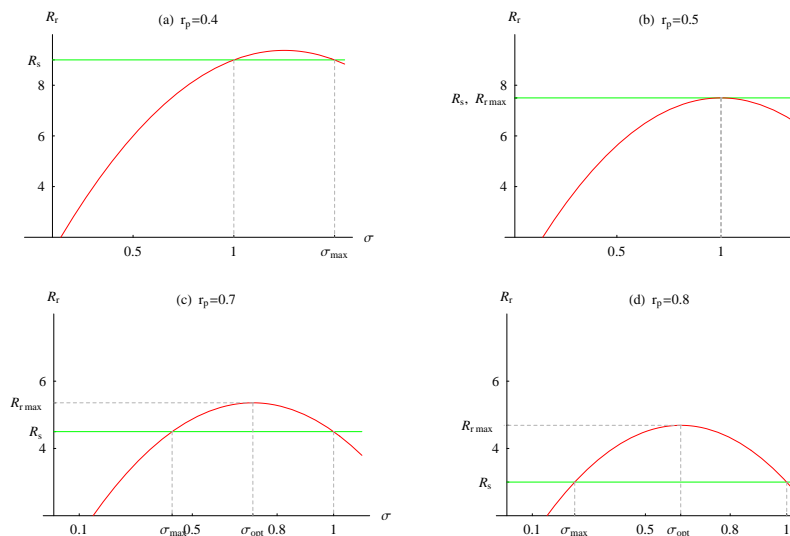 R_r (a) r_p=0.4
R_s
8
6
4
0.5 1 σ_max σ
R_r (b) r_p=0.5
8
R_s, R_r max
6
4
0.5 1
R_r (c) r_p=0.7
6
R_r max
R_s
4
0.1 σ_max 0.5 σ_opt 0.8 1 σ
R_r (d) r_p=0.8
6
R_r max
4
R_s
0.1 σ_max 0.5 σ_opt 0.8 1